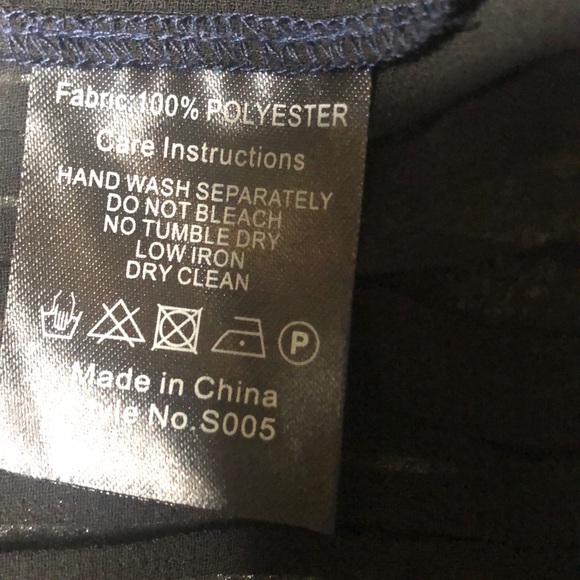 Fabric:100% POLYESTER
Care Instructions
HAND WASH SEPARATELY
DO NOT BLEACH
NO TUMBLE DRY
LOW IRON
DRY CLEAN
P
Made in China
Style No.S005